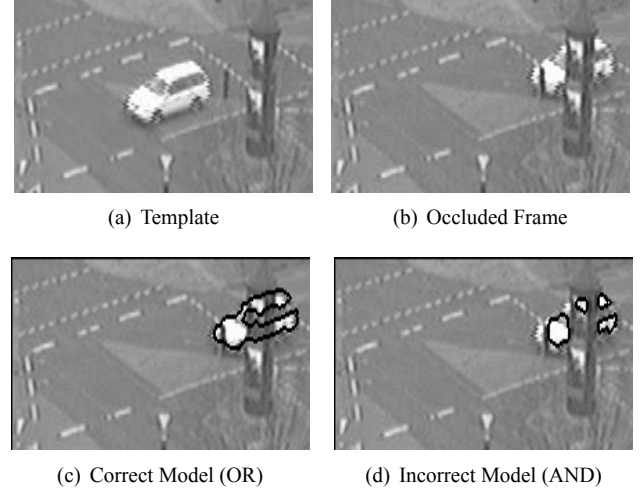 (a) Template
(b) Occluded Frame
(c) Correct Model (OR)
(d) Incorrect Model (AND)